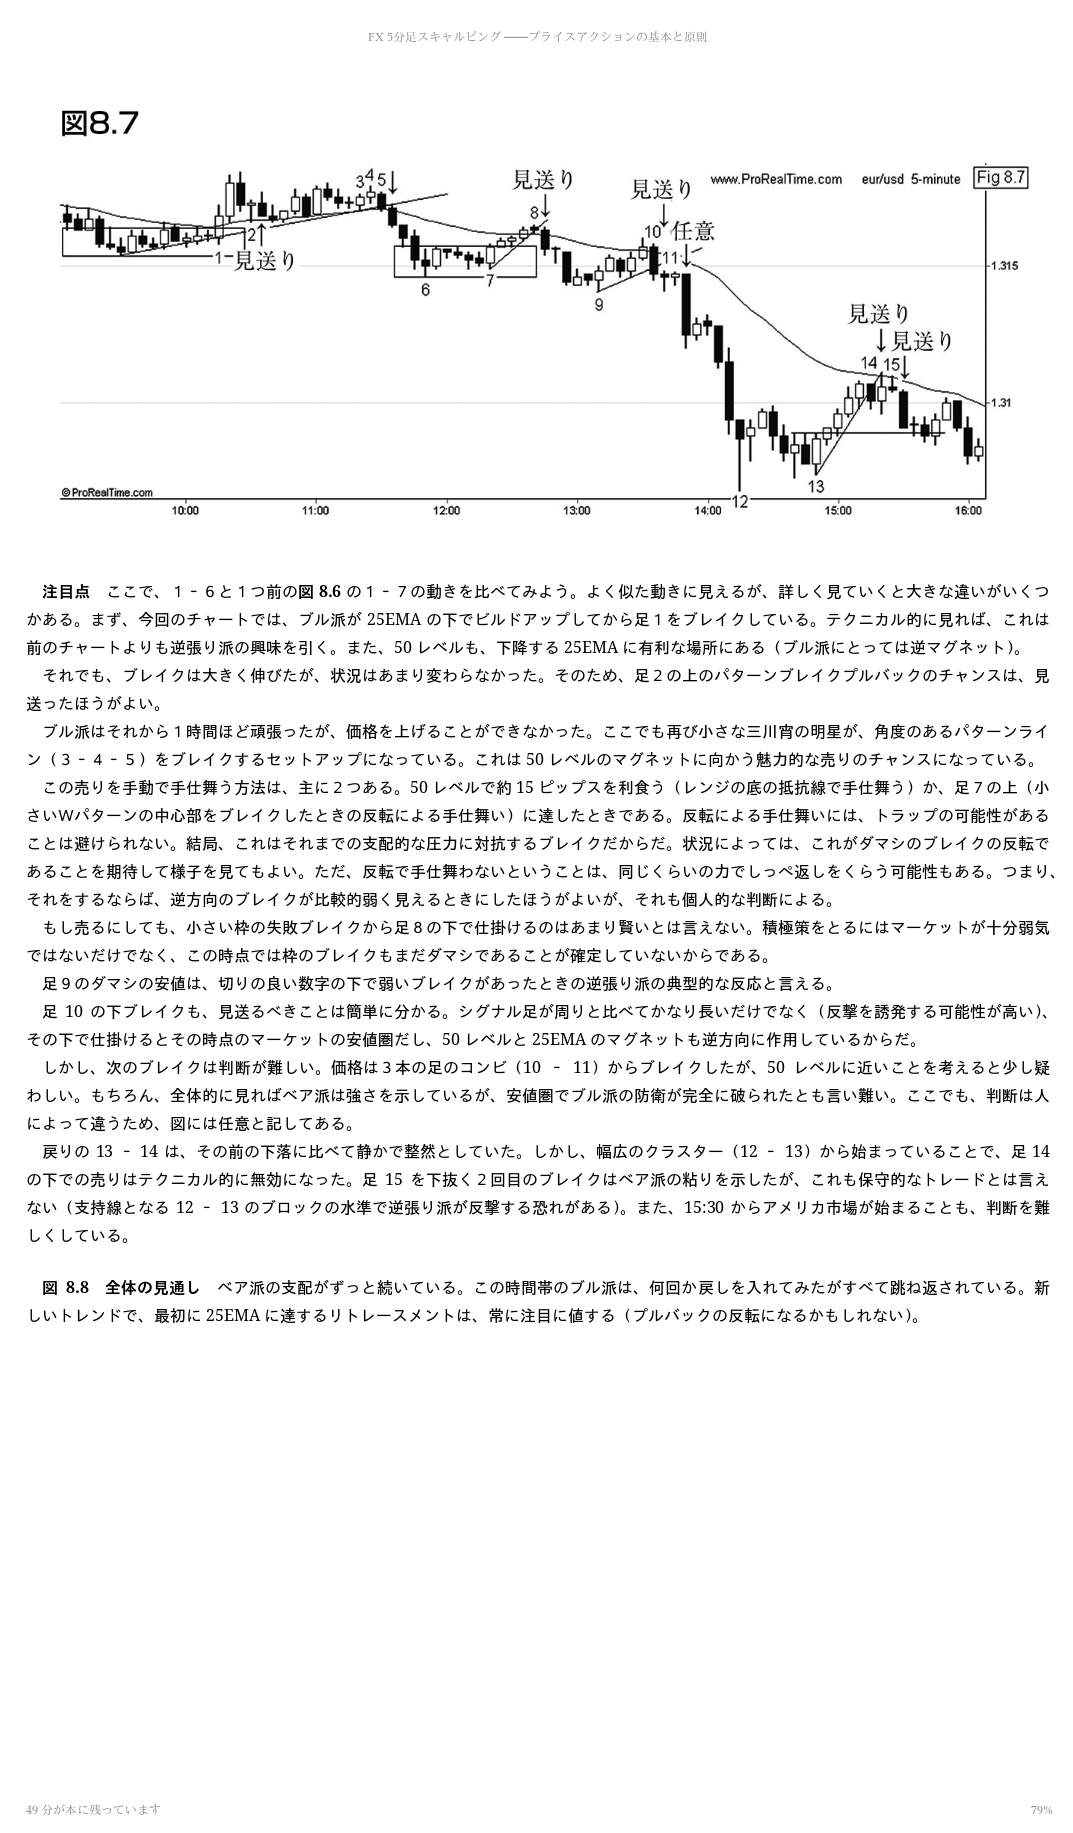 FX 5分足スキャルピング ――プライスアクションの基本と原則
図8.7
www.ProRealTime.com eur/usd 5-minute Fig 8.7
3 4 5
見送り
見送り
8
10
任意
2
1
見送り
11
1.315
6
7
9
見送り
見送り
14 15
1.31
13
12
©ProRealTime.com
10:00 11:00 12:00 13:00 14:00 15:00 16:00
注目点　ここで、１－６と１つ前の図 8.6 の１－７の動きを比べてみよう。よく似た動きに見えるが、詳しく見ていくと大きな違いがいくつ
かある。まず、今回のチャートでは、ブル派が 25EMA の下でビルドアップしてから足１をブレイクしている。テクニカル的に見れば、これは
前のチャートよりも逆張り派の興味を引く。また、50 レベルも、下降する 25EMA に有利な場所にある（ブル派にとっては逆マグネット）。
それでも、ブレイクは大きく伸びたが、状況はあまり変わらなかった。そのため、足２の上のパターンブレイクプルバックのチャンスは、見
送ったほうがよい。
ブル派はそれから１時間ほど頑張ったが、価格を上げることができなかった。ここでも再び小さな三川宵の明星が、角度のあるパターンライ
ン（３－４－５）をブレイクするセットアップになっている。これは 50 レベルのマグネットに向かう魅力的な売りのチャンスになっている。
この売りを手動で手仕舞う方法は、主に２つある。50 レベルで約 15 ピップスを利食う（レンジの底の抵抗線で手仕舞う）か、足７の上（小
さいＷパターンの中心部をブレイクしたときの反転による手仕舞い）に達したときである。反転による手仕舞いには、トラップの可能性がある
ことは避けられない。結局、これはそれまでの支配的な圧力に対抗するブレイクだからだ。状況によっては、これがダマシのブレイクの反転で
あることを期待して様子を見てもよい。ただ、反転で手仕舞わないということは、同じくらいの力でしっぺ返しをくらう可能性もある。つまり、
それをするならば、逆方向のブレイクが比較的弱く見えるときにしたほうがよいが、それも個人的な判断による。
もし売るにしても、小さい枠の失敗ブレイクから足８の下で仕掛けるのはあまり賢いとは言えない。積極策をとるにはマーケットが十分弱気
ではないだけでなく、この時点では枠のブレイクもまだダマシであることが確定していないからである。
足９のダマシの安値は、切りの良い数字の下で弱いブレイクがあったときの逆張り派の典型的な反応と言える。
足 10 の下ブレイクも、見送るべきことは簡単に分かる。シグナル足が周りと比べてかなり長いだけでなく（反撃を誘発する可能性が高い）、
その下で仕掛けるとその時点のマーケットの安値圏だし、50 レベルと 25EMA のマグネットも逆方向に作用しているからだ。
しかし、次のブレイクは判断が難しい。価格は３本の足のコンビ（10 － 11）からブレイクしたが、50 レベルに近いことを考えると少し疑
わしい。もちろん、全体的に見ればベア派は強さを示しているが、安値圏でブル派の防衛が完全に破られたとも言い難い。ここでも、判断は人
によって違うため、図には任意と記してある。
戻りの 13 － 14 は、その前の下落に比べて静かで整然としていた。しかし、幅広のクラスター（12 － 13）から始まっていることで、足 14
の下での売りはテクニカル的に無効になった。足 15 を下抜く２回目のブレイクはベア派の粘りを示したが、これも保守的なトレードとは言え
ない（支持線となる 12 － 13 のブロックの水準で逆張り派が反撃する恐れがある）。また、15:30 からアメリカ市場が始まることも、判断を難
しくしている。
図 8.8　全体の見通し　ベア派の支配がずっと続いている。この時間帯のブル派は、何回か戻しを入れてみたがすべて跳ね返されている。新
しいトレンドで、最初に 25EMA に達するリトレースメントは、常に注目に値する（プルバックの反転になるかもしれない）。
49 分が本に残っています
79%